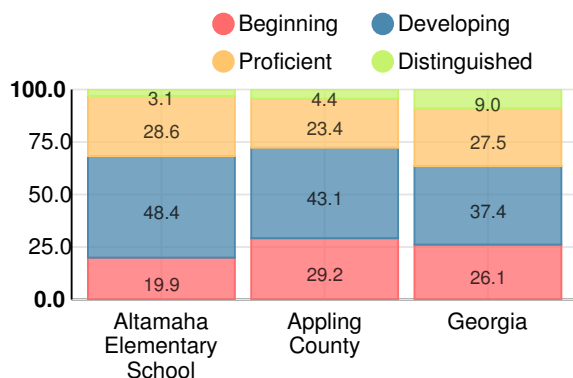 Beginning Developing
Proficient Distinguished
100.0
75.0
50.0
25.0
0.0
3.1 4.4 9.0
28.6 23.4 27.5
48.4 43.1 37.4
19.9 29.2 26.1
Altamaha Appling Georgia
Elementary County
School